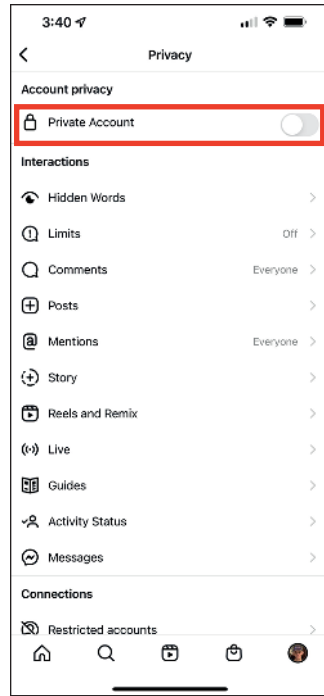 3:40
Privacy
Account privacy
Private Account
Interactions
Hidden Words
Limits Off
Comments Everyone
Posts
Mentions Everyone
Story
Reels and Remix
Live
Guides
Activity Status
Messages
Connections
Restricted accounts